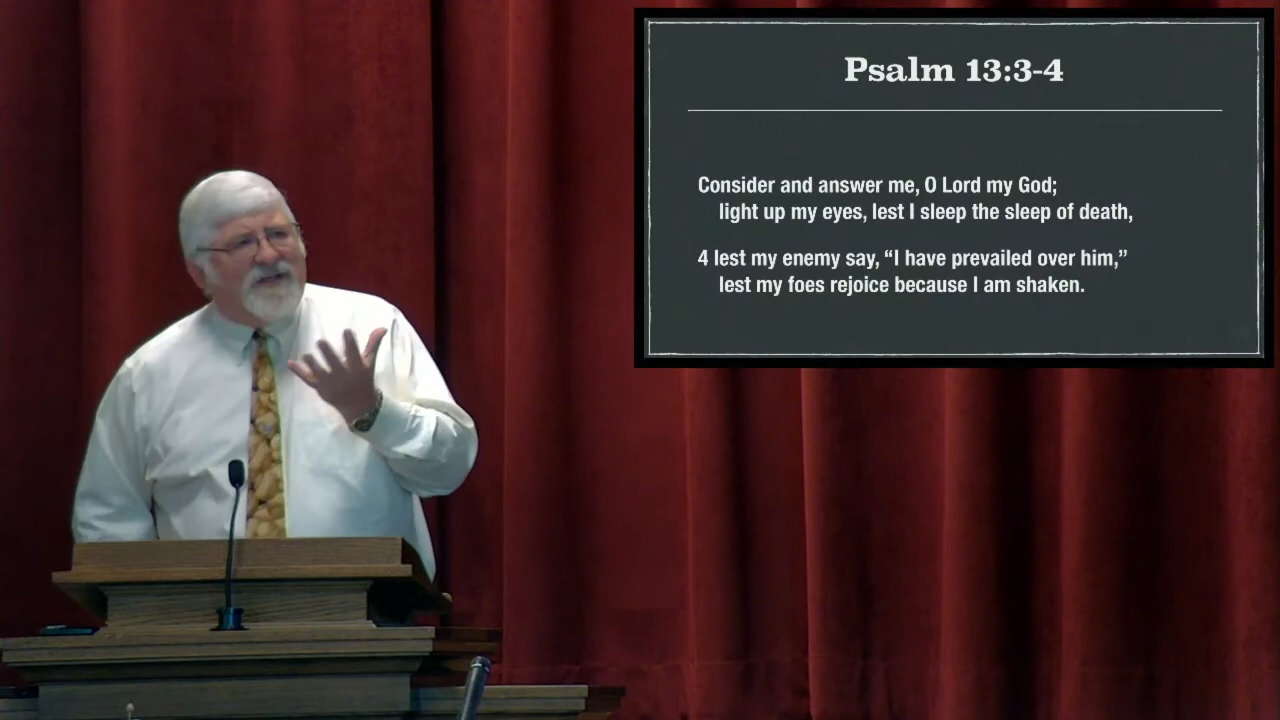 Psalm 13:3-4
Consider and answer me, O Lord my God;
light up my eyes, lest I sleep the sleep of death,
4 lest my enemy say, “I have prevailed over him,”
lest my foes rejoice because I am shaken.